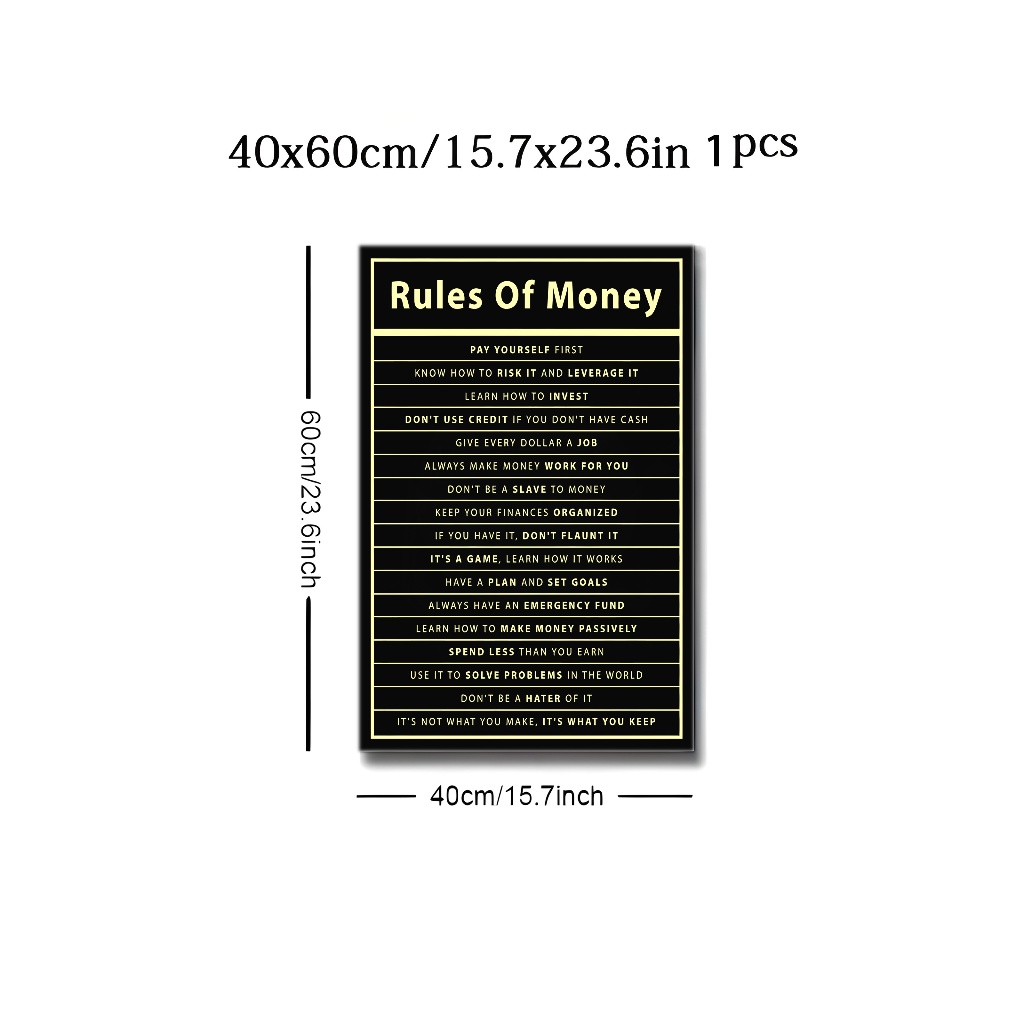 40x60cm/15.7x23.6in 1pcs
60cm/23.6inch
Rules Of Money
PAY YOURSELF FIRST
KNOW HOW TO RISK IT AND LEVERAGE IT
LEARN HOW TO INVEST
DON'T USE CREDIT IF YOU DON'T HAVE CASH
GIVE EVERY DOLLAR A JOB
ALWAYS MAKE MONEY WORK FOR YOU
DON'T BE A SLAVE TO MONEY
KEEP YOUR FINANCES ORGANIZED
IF YOU HAVE IT, DON'T FLAUNT IT
IT'S A GAME, LEARN HOW IT WORKS
HAVE A PLAN AND SET GOALS
ALWAYS HAVE AN EMERGENCY FUND
LEARN HOW TO MAKE MONEY PASSIVELY
SPEND LESS THAN YOU EARN
USE IT TO SOLVE PROBLEMS IN THE WORLD
DON'T BE A HATER OF IT
IT'S NOT WHAT YOU MAKE, IT'S WHAT YOU KEEP
40cm/15.7inch